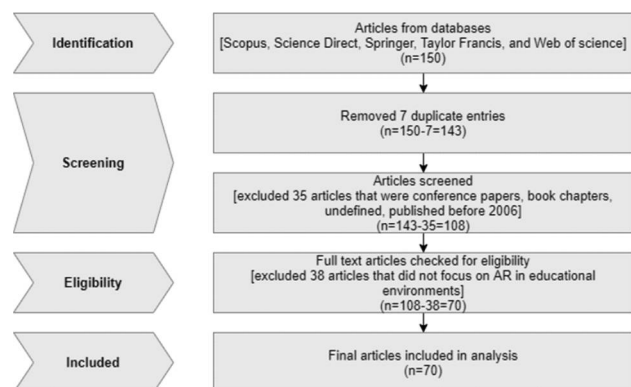 Identification
Articles from databases
[Scopus, Science Direct, Springer, Taylor Francis, and Web of science]
(n=150)
Screening
Removed 7 duplicate entries
(n=150-7=143)
Articles screened
[excluded 35 articles that were conference papers, book chapters,
undefined, published before 2006]
(n=143-35=108)
Eligibility
Full text articles checked for eligibility
[excluded 38 articles that did not focus on AR in educational
environments]
(n=108-38=70)
Included
Final articles included in analysis
(n=70)